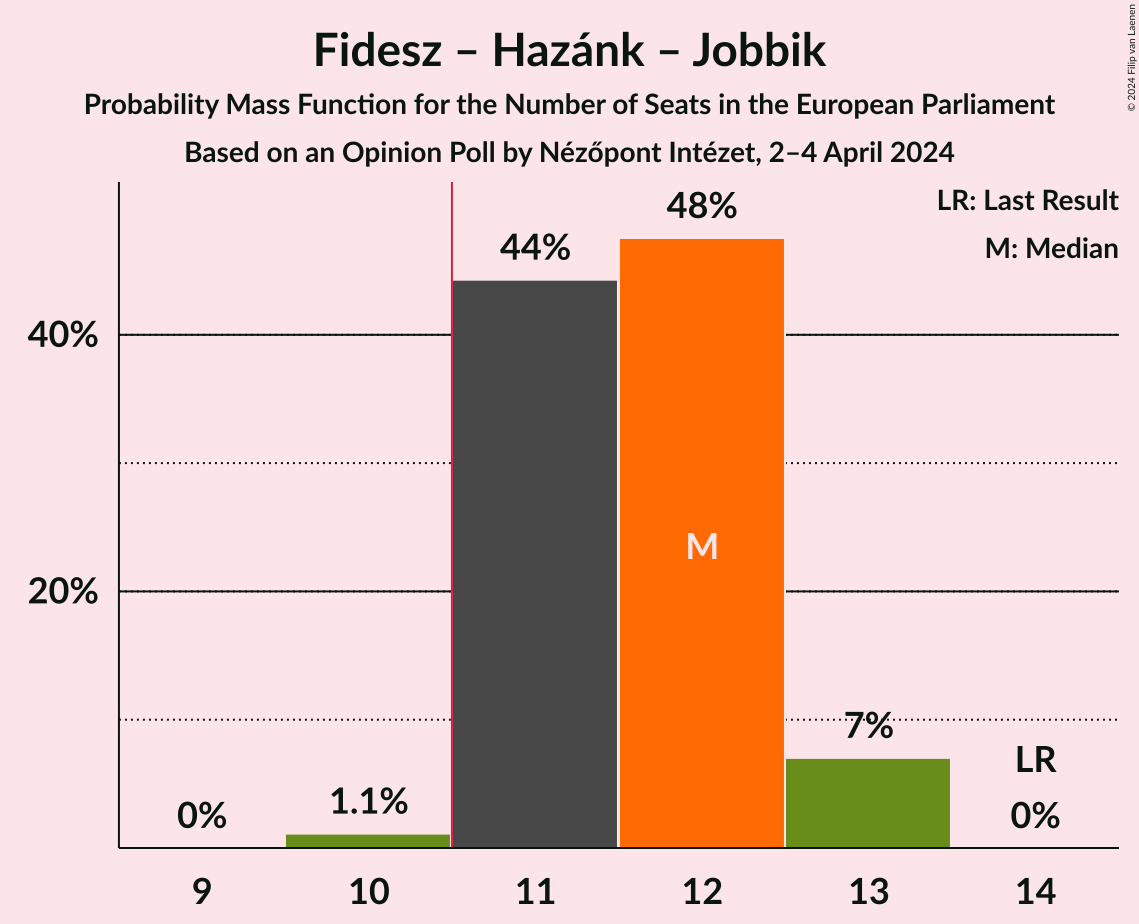 Fidesz – Hazánk – Jobbik
Probability Mass Function for the Number of Seats in the European Parliament
Based on an Opinion Poll by Nézőpont Intézet, 2–4 April 2024
© 2024 Filip van Laenen
LR: Last Result
M: Median
48%
44%
40%
M
20%
7%
LR
1.1%
0%
0%
9 10 11 12 13 14